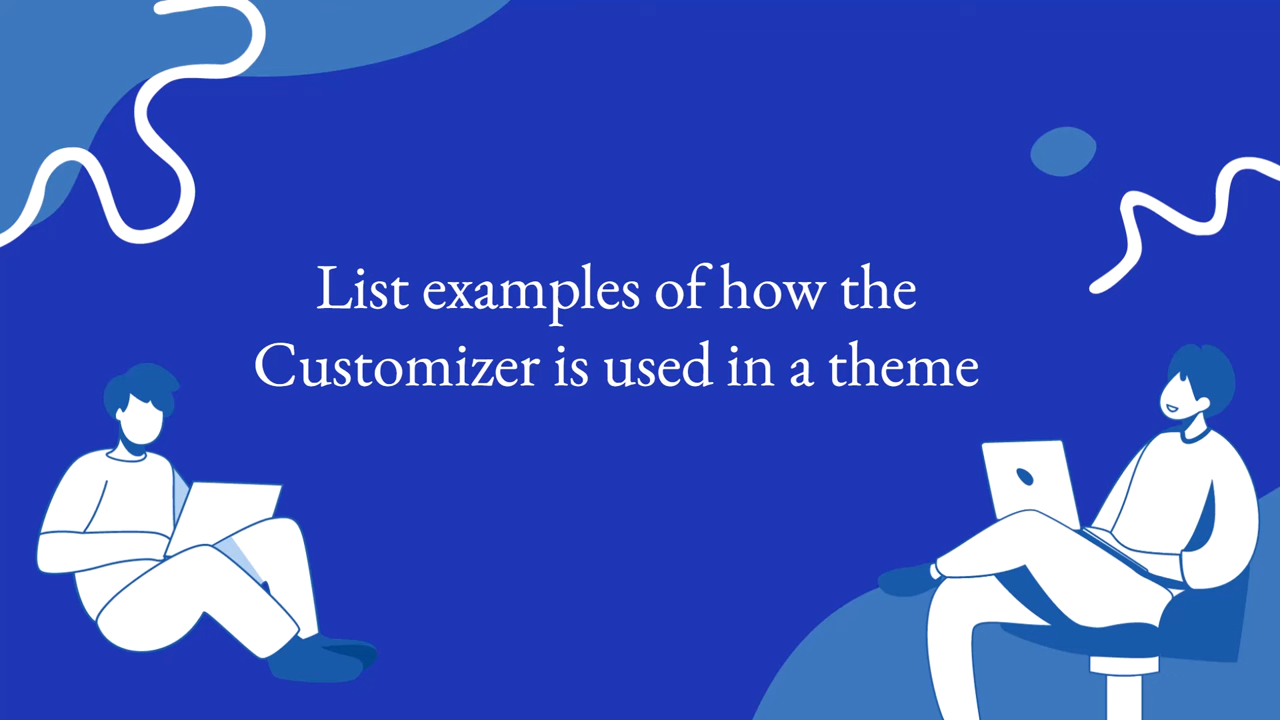 List examples of how the
Customizer is used in a theme